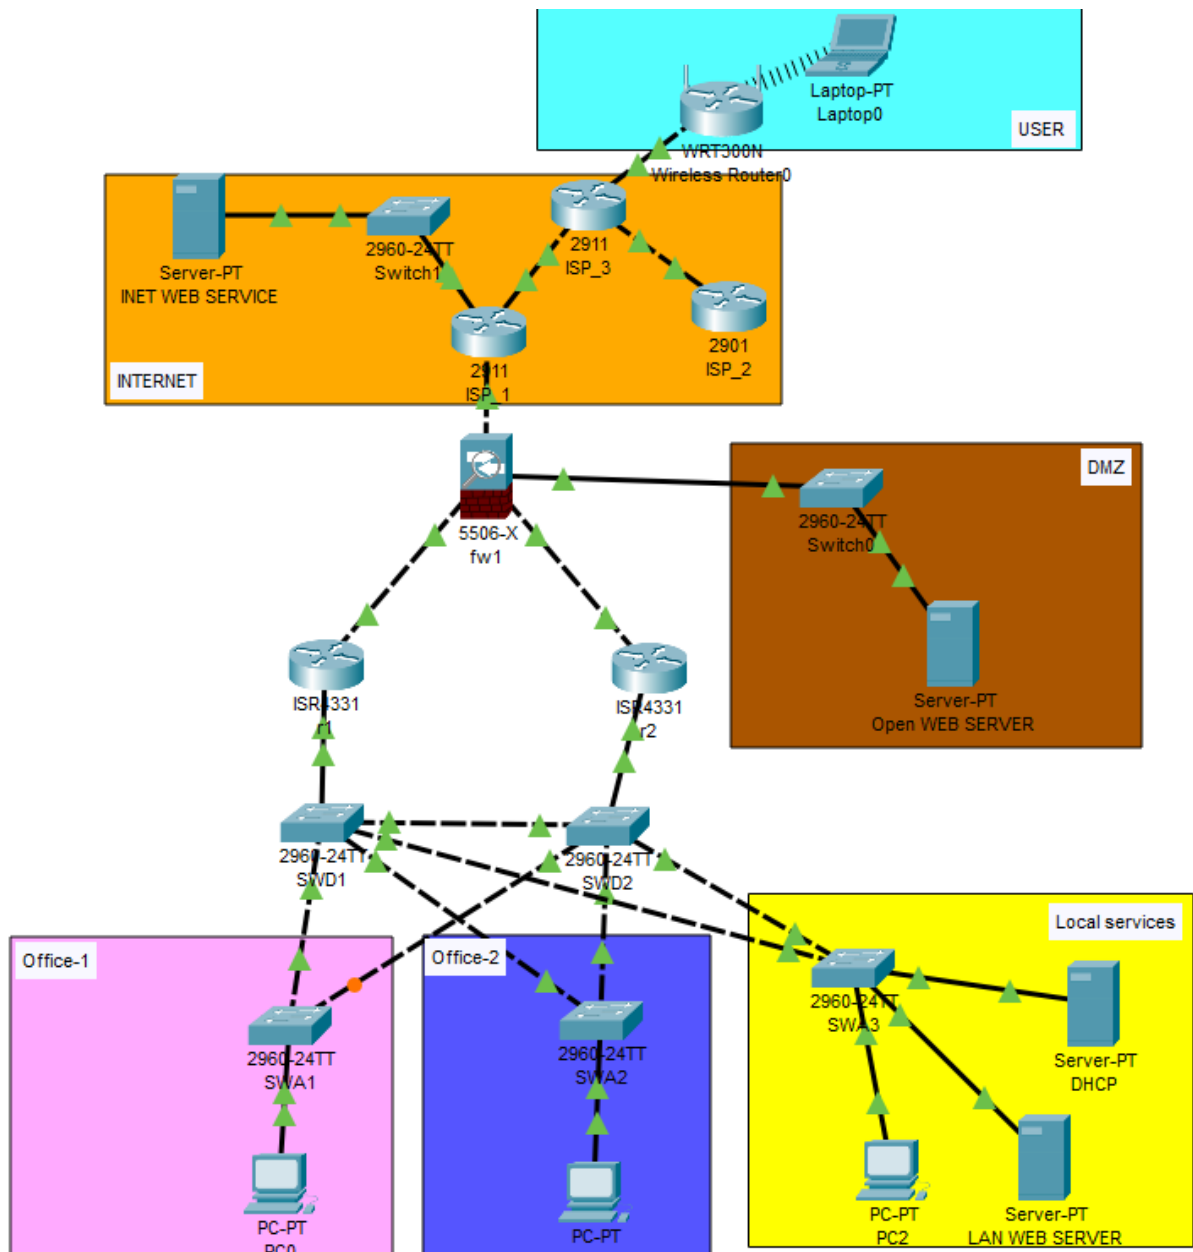 Laptop-PT
Laptop0
USER
WRT300N
Wireless Router0
2960-24TT
Switch1
Server-PT
INET WEB SERVICE
2911
ISP_3
2901
ISP_2
2911
ISP_1
INTERNET
DMZ
5506-X
fw1
2960-24TT
Switch0
Server-PT
Open WEB SERVER
ISR4331
r1
ISR4331
r2
2960-24TT
SWD1
2960-24TT
SWD2
Office-1
Office-2
Local services
2960-24TT
SWA1
2960-24TT
SWA2
2960-24TT
SWA3
Server-PT
DHCP
PC-PT
PC0
PC-PT
PC-PT
PC2
Server-PT
LAN WEB SERVER